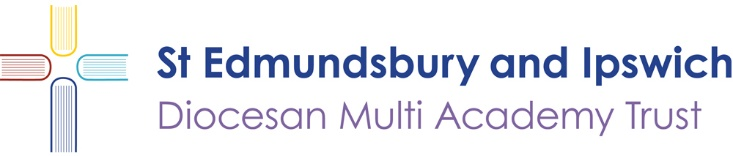 St Edmundsbury and Ipswich
Diocesan Multi Academy Trust